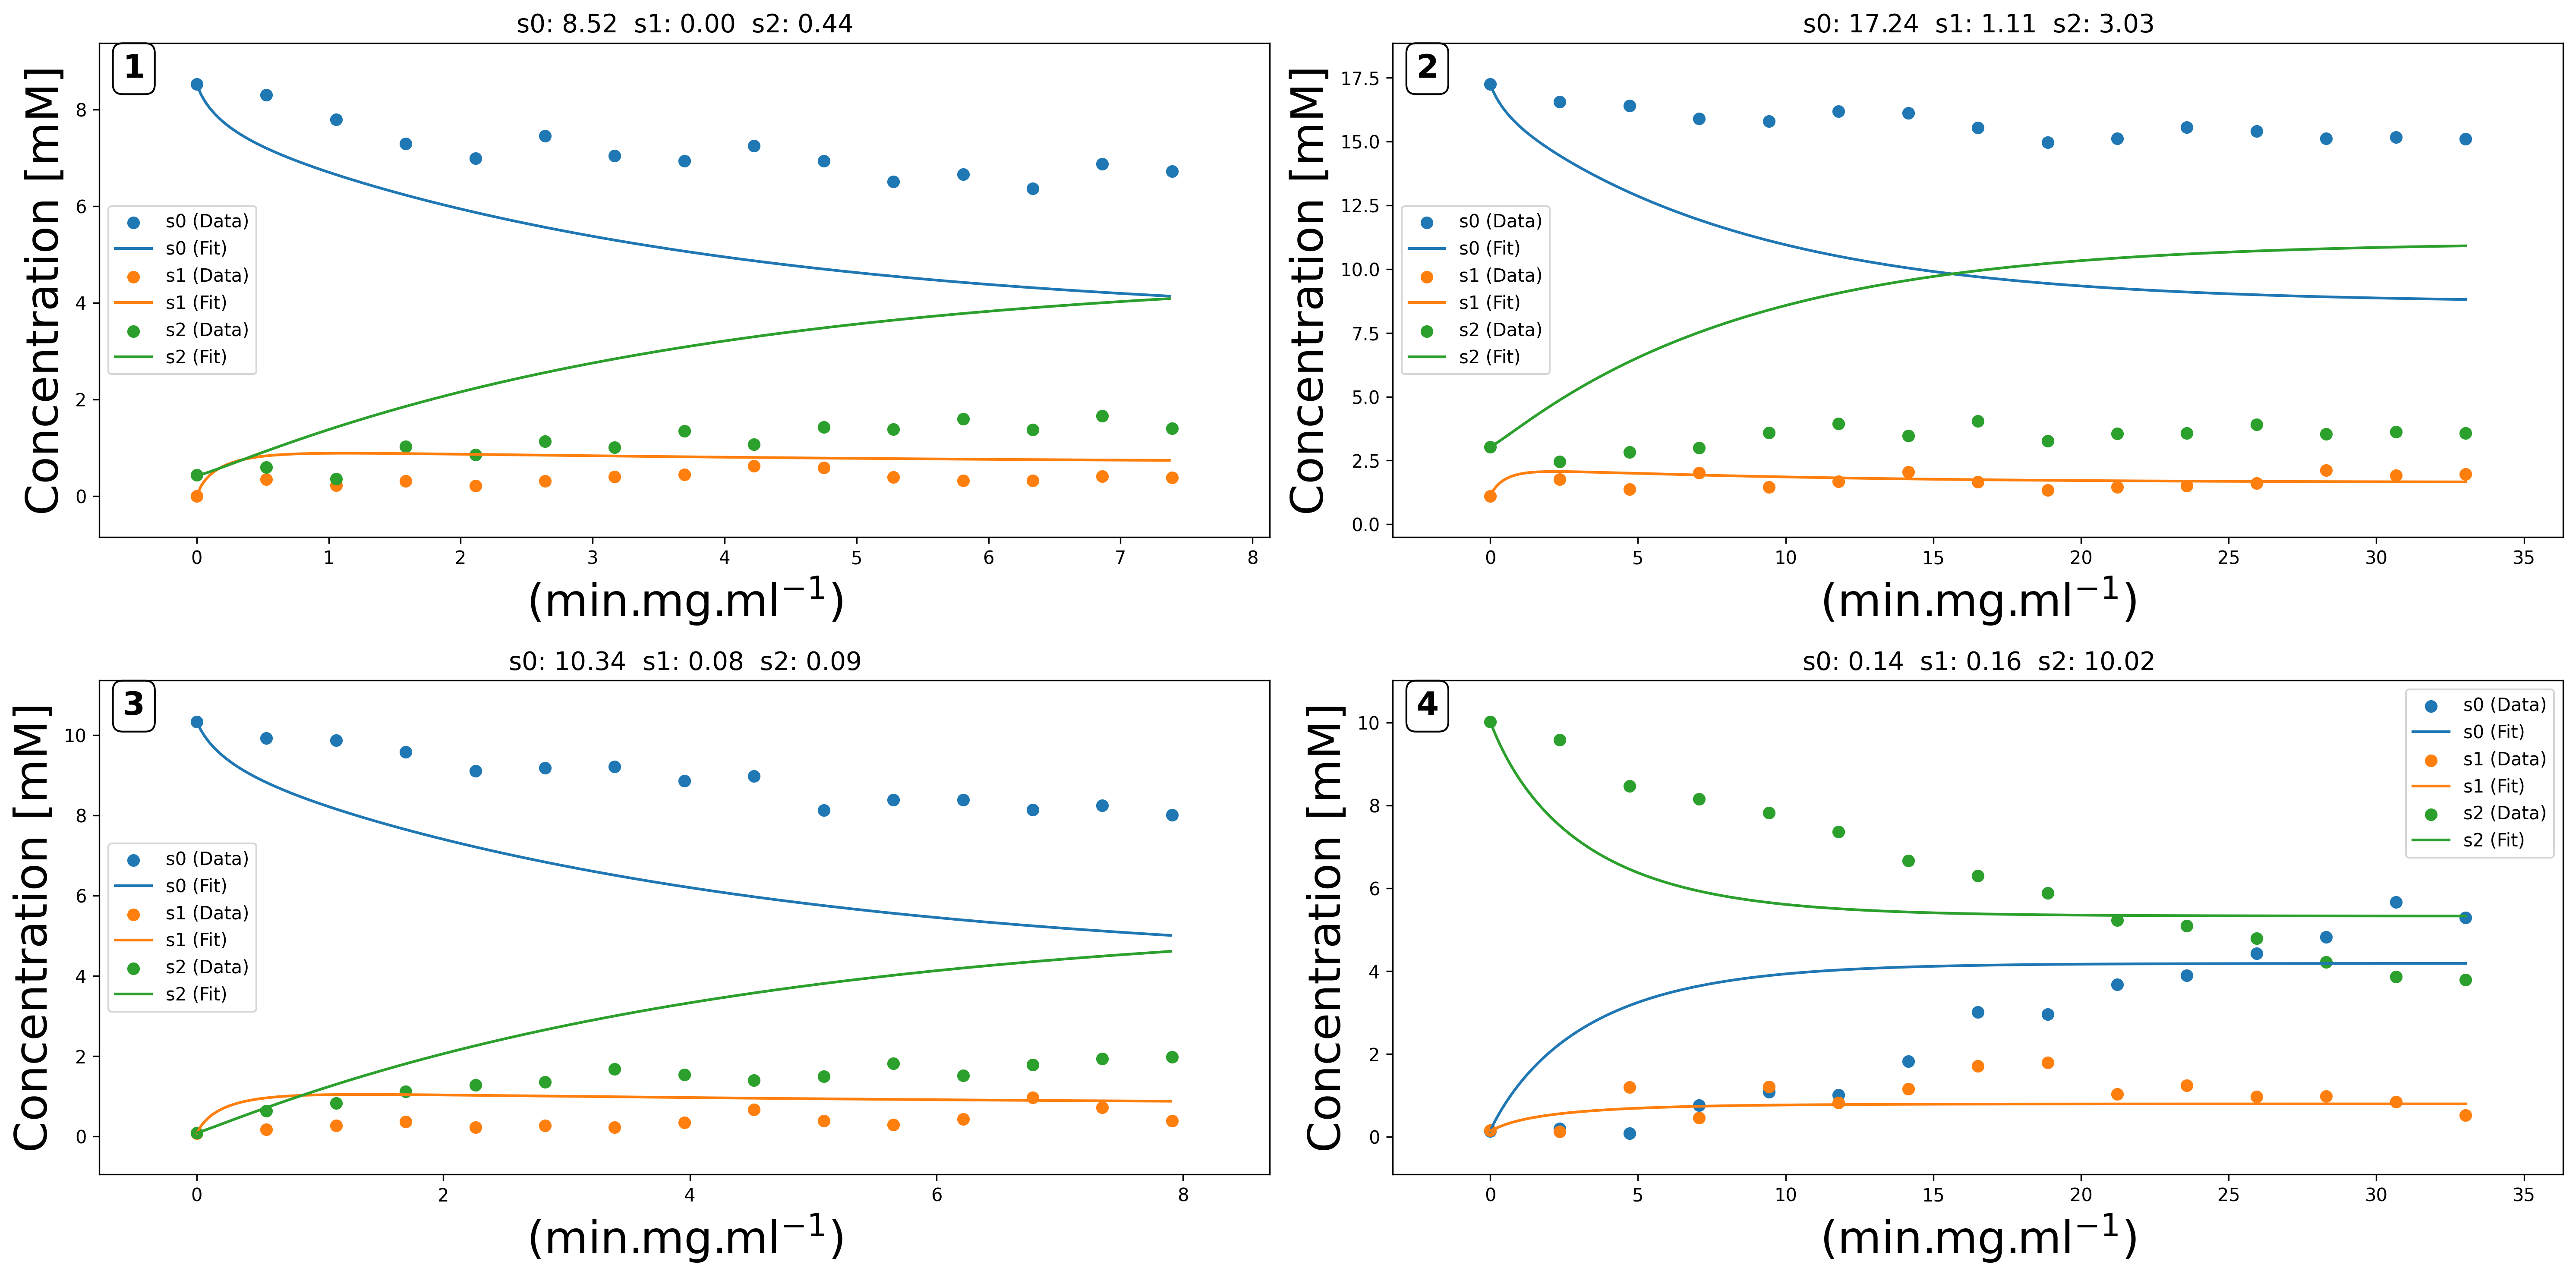 s0: 8.52 s1: 0.00 s2: 0.44
1
Concentration [mM]
8
6
4
2
0
s0 (Data)
s0 (Fit)
s1 (Data)
s1 (Fit)
s2 (Data)
s2 (Fit)
0 1 2 3 4 5 6 7 8
(min.mg.ml⁻¹)
s0: 17.24 s1: 1.11 s2: 3.03
2
Concentration [mM]
17.5
15.0
12.5
10.0
7.5
5.0
2.5
0.0
s0 (Data)
s0 (Fit)
s1 (Data)
s1 (Fit)
s2 (Data)
s2 (Fit)
0 5 10 15 20 25 30 35
(min.mg.ml⁻¹)
s0: 10.34 s1: 0.08 s2: 0.09
3
Concentration [mM]
10
8
6
4
2
0
s0 (Data)
s0 (Fit)
s1 (Data)
s1 (Fit)
s2 (Data)
s2 (Fit)
0 2 4 6 8
(min.mg.ml⁻¹)
s0: 0.14 s1: 0.16 s2: 10.02
4
Concentration [mM]
10
8
6
4
2
0
s0 (Data)
s0 (Fit)
s1 (Data)
s1 (Fit)
s2 (Data)
s2 (Fit)
0 5 10 15 20 25 30 35
(min.mg.ml⁻¹)